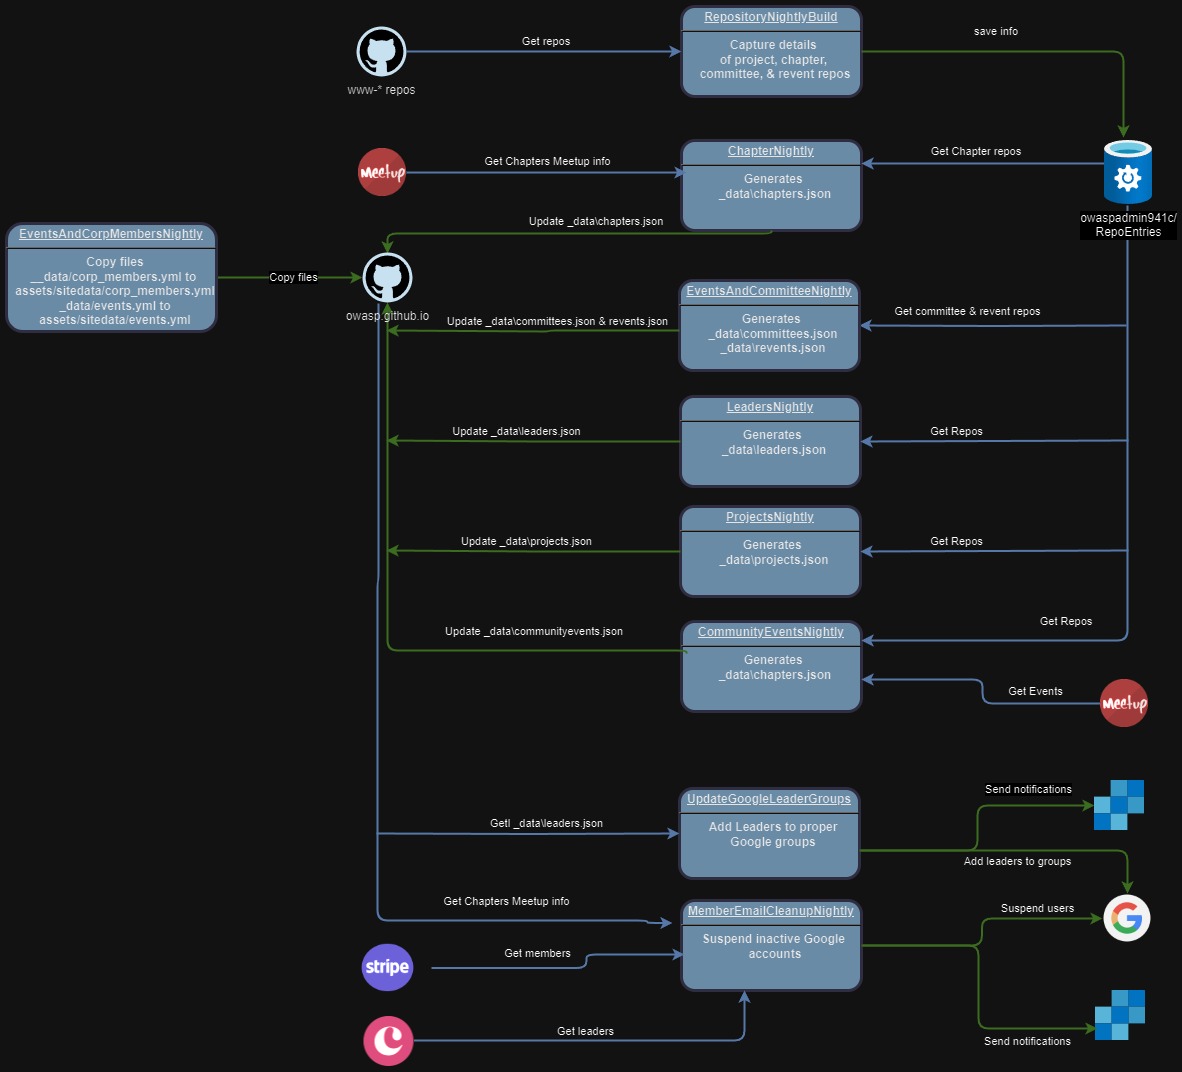 RepositoryNightlyBuild
Capture details
of project, chapter,
committee, & revent repos
Get repos
save info
www-* repos
ChapterNightly
Generates
_data\chapters.json
Meetup
Get Chapters Meetup info
Get Chapter repos
owaspadmin941c/
RepoEntries
Update _data\chapters.json
EventsAndCorpMembersNightly
Copy files
__data/corp_members.yml to
assets/sitedata/corp_members.yml
_data/events.yml to
assets/sitedata/events.yml
Copy files
owasp.github.io
EventsAndCommitteeNightly
Generates
_data\committees.json
_data\revents.json
Update _data\committees.json & revents.json
Get committee & revent repos
LeadersNightly
Generates
_data\leaders.json
Update _data\leaders.json
Get Repos
ProjectsNightly
Generates
_data\projects.json
Update _data\projects.json
Get Repos
CommunityEventsNightly
Generates
_data\chapters.json
Update _data\communityevents.json
Get Repos
Get Events
Meetup
UpdateGoogleLeaderGroups
Add Leaders to proper
Google groups
Getl _data\leaders.json
Send notifications
Add leaders to groups
MemberEmailCleanupNightly
Suspend inactive Google
accounts
Get Chapters Meetup info
Suspend users
G
stripe
Get members
Get leaders
Send notifications